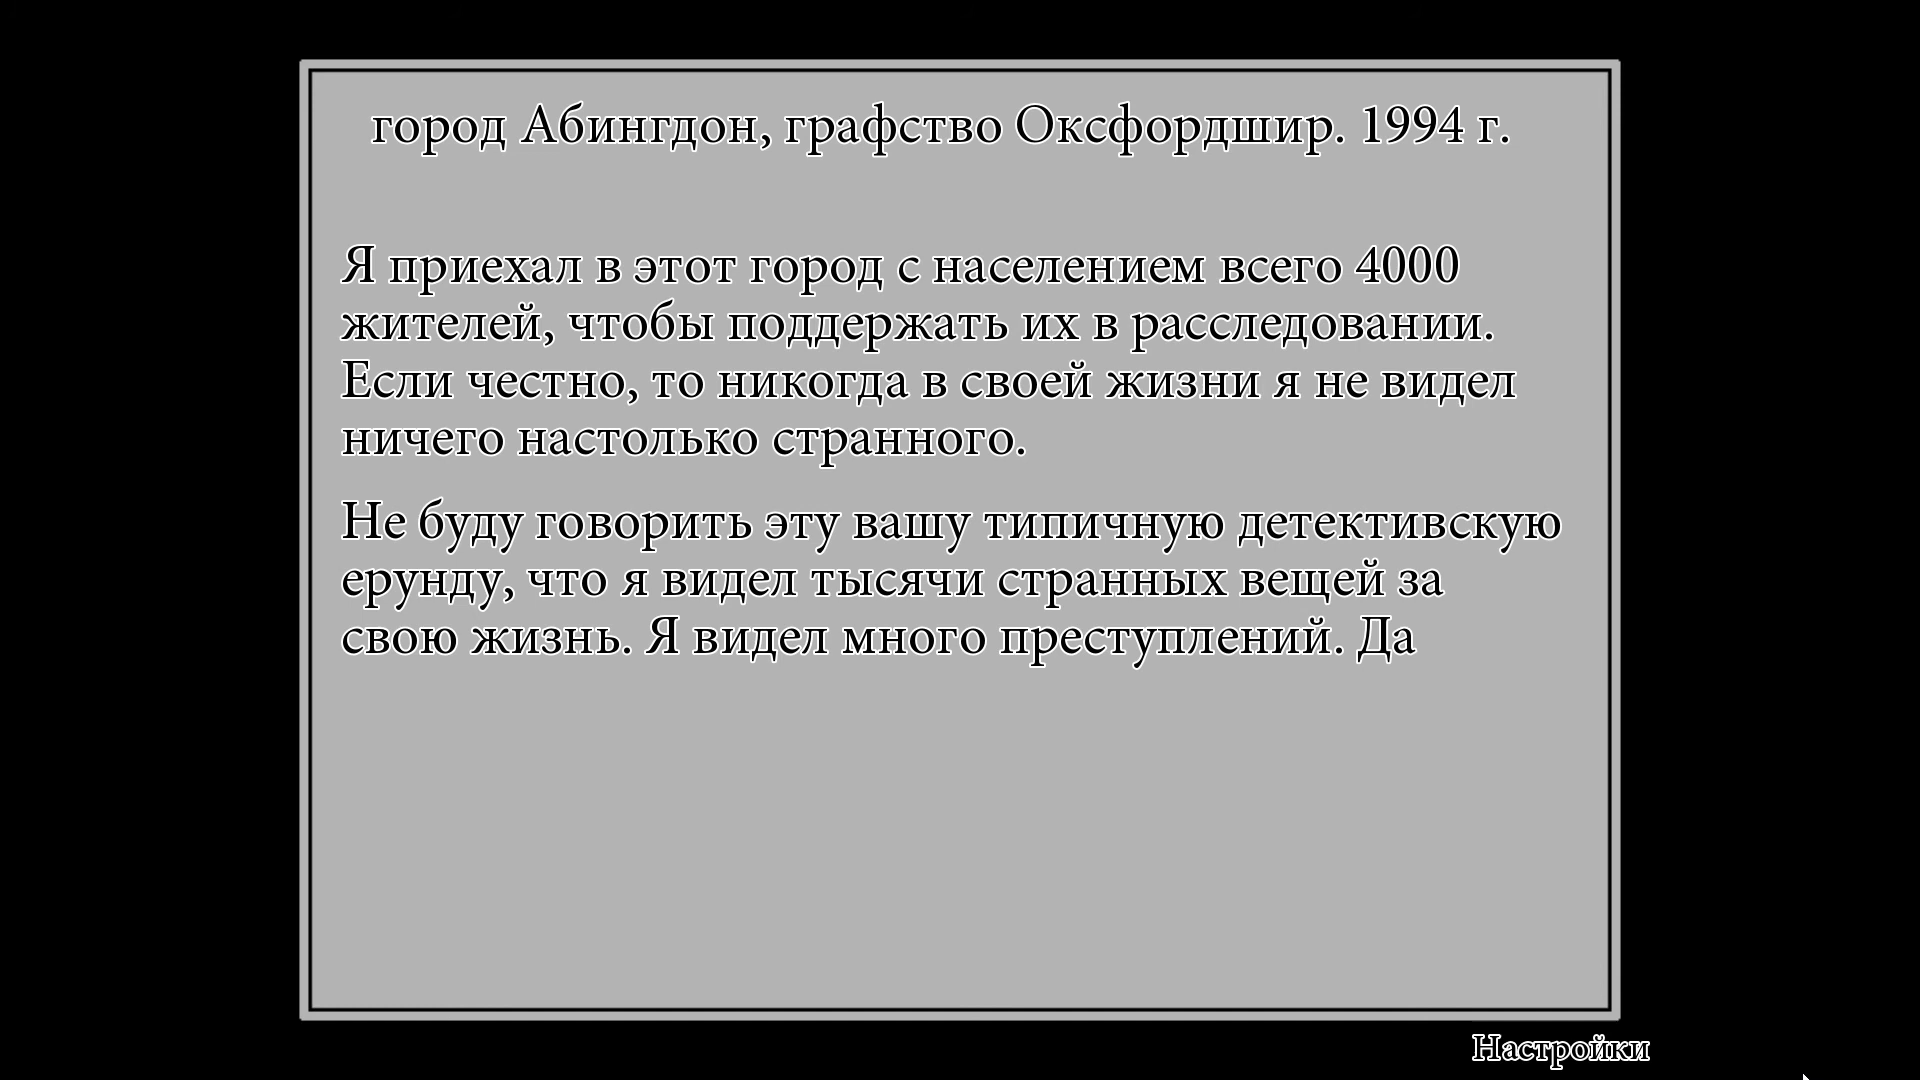 город Абингдон, графство Оксфордшир. 1994 г.
Я приехал в этот город с населением всего 4000
жителей, чтобы поддержать их в расследовании.
Если честно, то никогда в своей жизни я не видел
ничего настолько странного.
Не буду говорить эту вашу типичную детективскую
ерунду, что я видел тысячи странных вещей за
свою жизнь. Я видел много преступлений. Да
Настройки